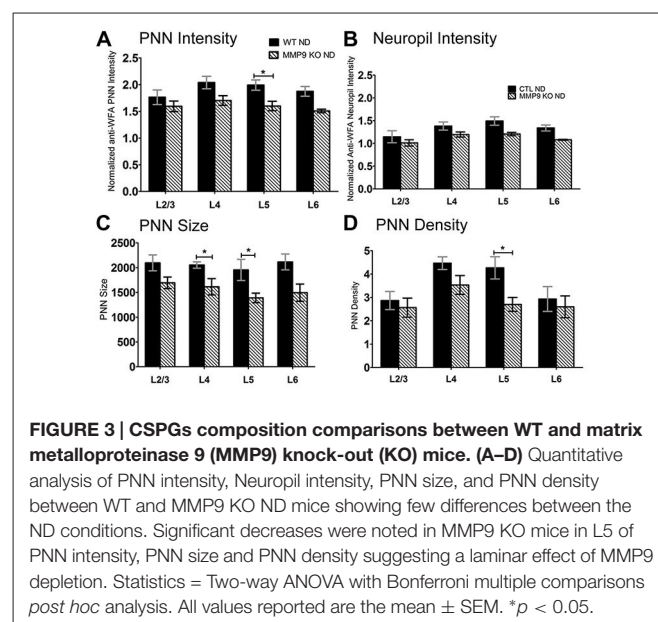 A PNN Intensity
WT ND
MMP9 KO ND
Normalized anti-WFA PNN Intensity
2.5
2.0
1.5
1.0
0.5
0.0
*
L2/3 L4 L5 L6
B Neuropil Intensity
CTL ND
MMP9 KO ND
Normalized Anti-WFA Neuropil Intensity
2.5
2.0
1.5
1.0
0.5
0.0
L2/3 L4 L5 L6
C PNN Size
PNN Size
2500
2000
1500
1000
500
0
* *
L2/3 L4 L5 L6
D PNN Density
PNN Density
5
4
3
2
1
0
*
L2/3 L4 L5 L6
FIGURE 3 | CSPGs composition comparisons between WT and matrix
metalloproteinase 9 (MMP9) knock-out (KO) mice. (A–D) Quantitative
analysis of PNN intensity, Neuropil intensity, PNN size, and PNN density
between WT and MMP9 KO ND mice showing few differences between the
ND conditions. Significant decreases were noted in MMP9 KO mice in L5 of
PNN intensity, PNN size and PNN density suggesting a laminar effect of MMP9
depletion. Statistics = Two-way ANOVA with Bonferroni multiple comparisons
post hoc analysis. All values reported are the mean ± SEM. *p < 0.05.